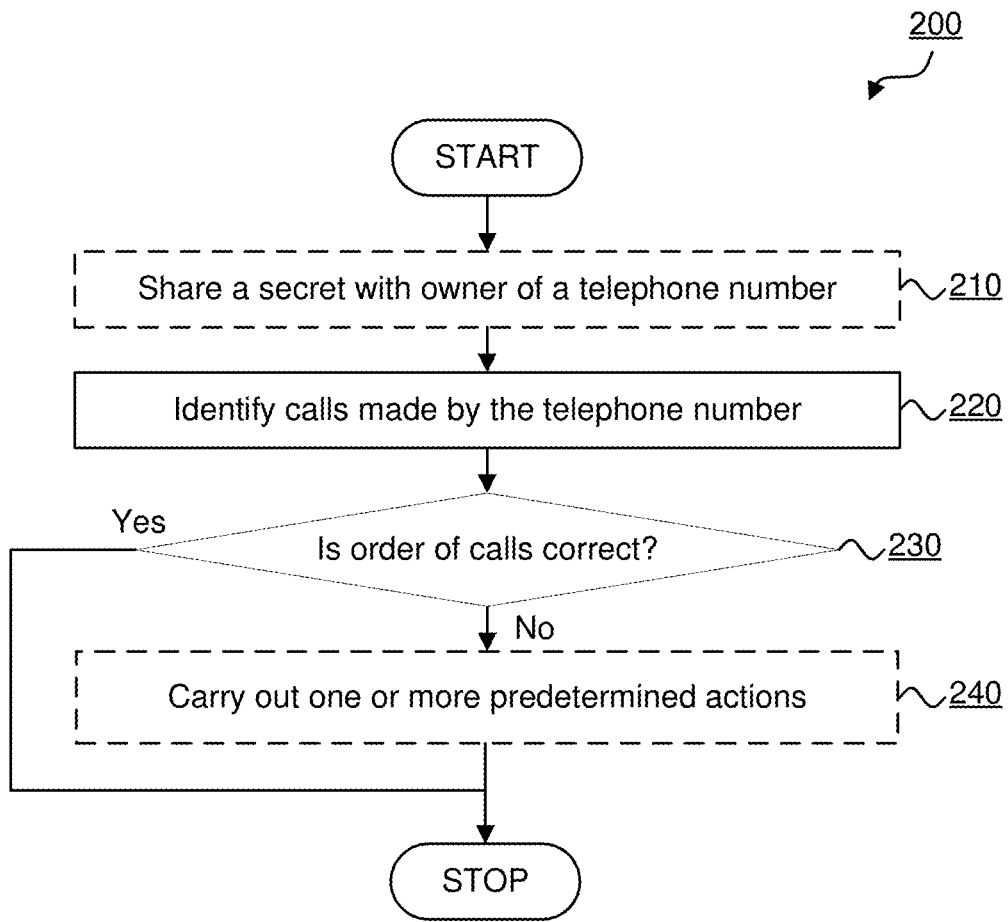 200
START
Share a secret with owner of a telephone number
210
Identify calls made by the telephone number
220
Yes
Is order of calls correct?
230
No
Carry out one or more predetermined actions
240
STOP